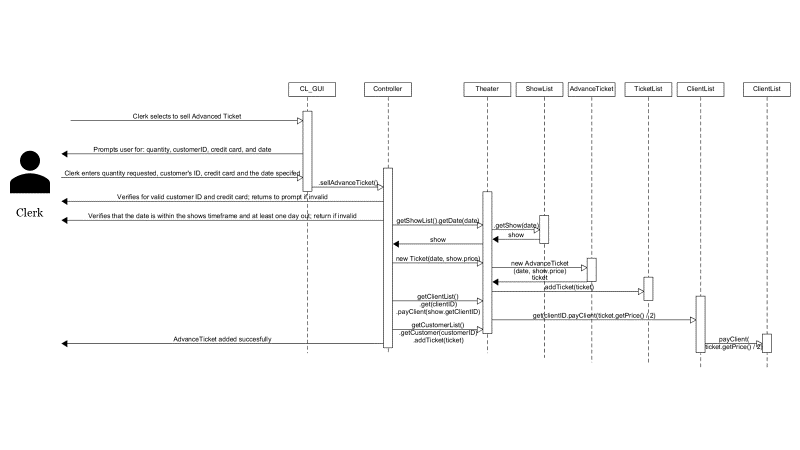 CL_GUI
Controller
Theater
ShowList
AdvanceTicket
TicketList
ClientList
ClientList
Clerk selects to sell Advanced Ticket
Prompts user for: quantity, customerID, credit card, and date
Clerk enters quantity requested, customer's ID, credit card and the date specifed
.sellAdvanceTicket()
Verifies for valid customer ID and credit card; returns to prompt if invalid
Clerk
Verifies that the date is within the shows timeframe and at least one day out; return if invalid
.getShowList().getDate(date)
.getShow(date)
show
show
new Ticket(date, show.price)
new AdvanceTicket
(date, show.price)
ticket
.addTicket(ticket)
.getClientList()
.get(clientID)
.payClient(show.getClientID)
.get(clientID.payClient(ticket.getPrice() / 2)
.getCustomerList()
.getCustomer(customerID)
.addTicket(ticket)
AdvanceTicket added succesfully
.payClient(
ticket.getPrice() / 2)